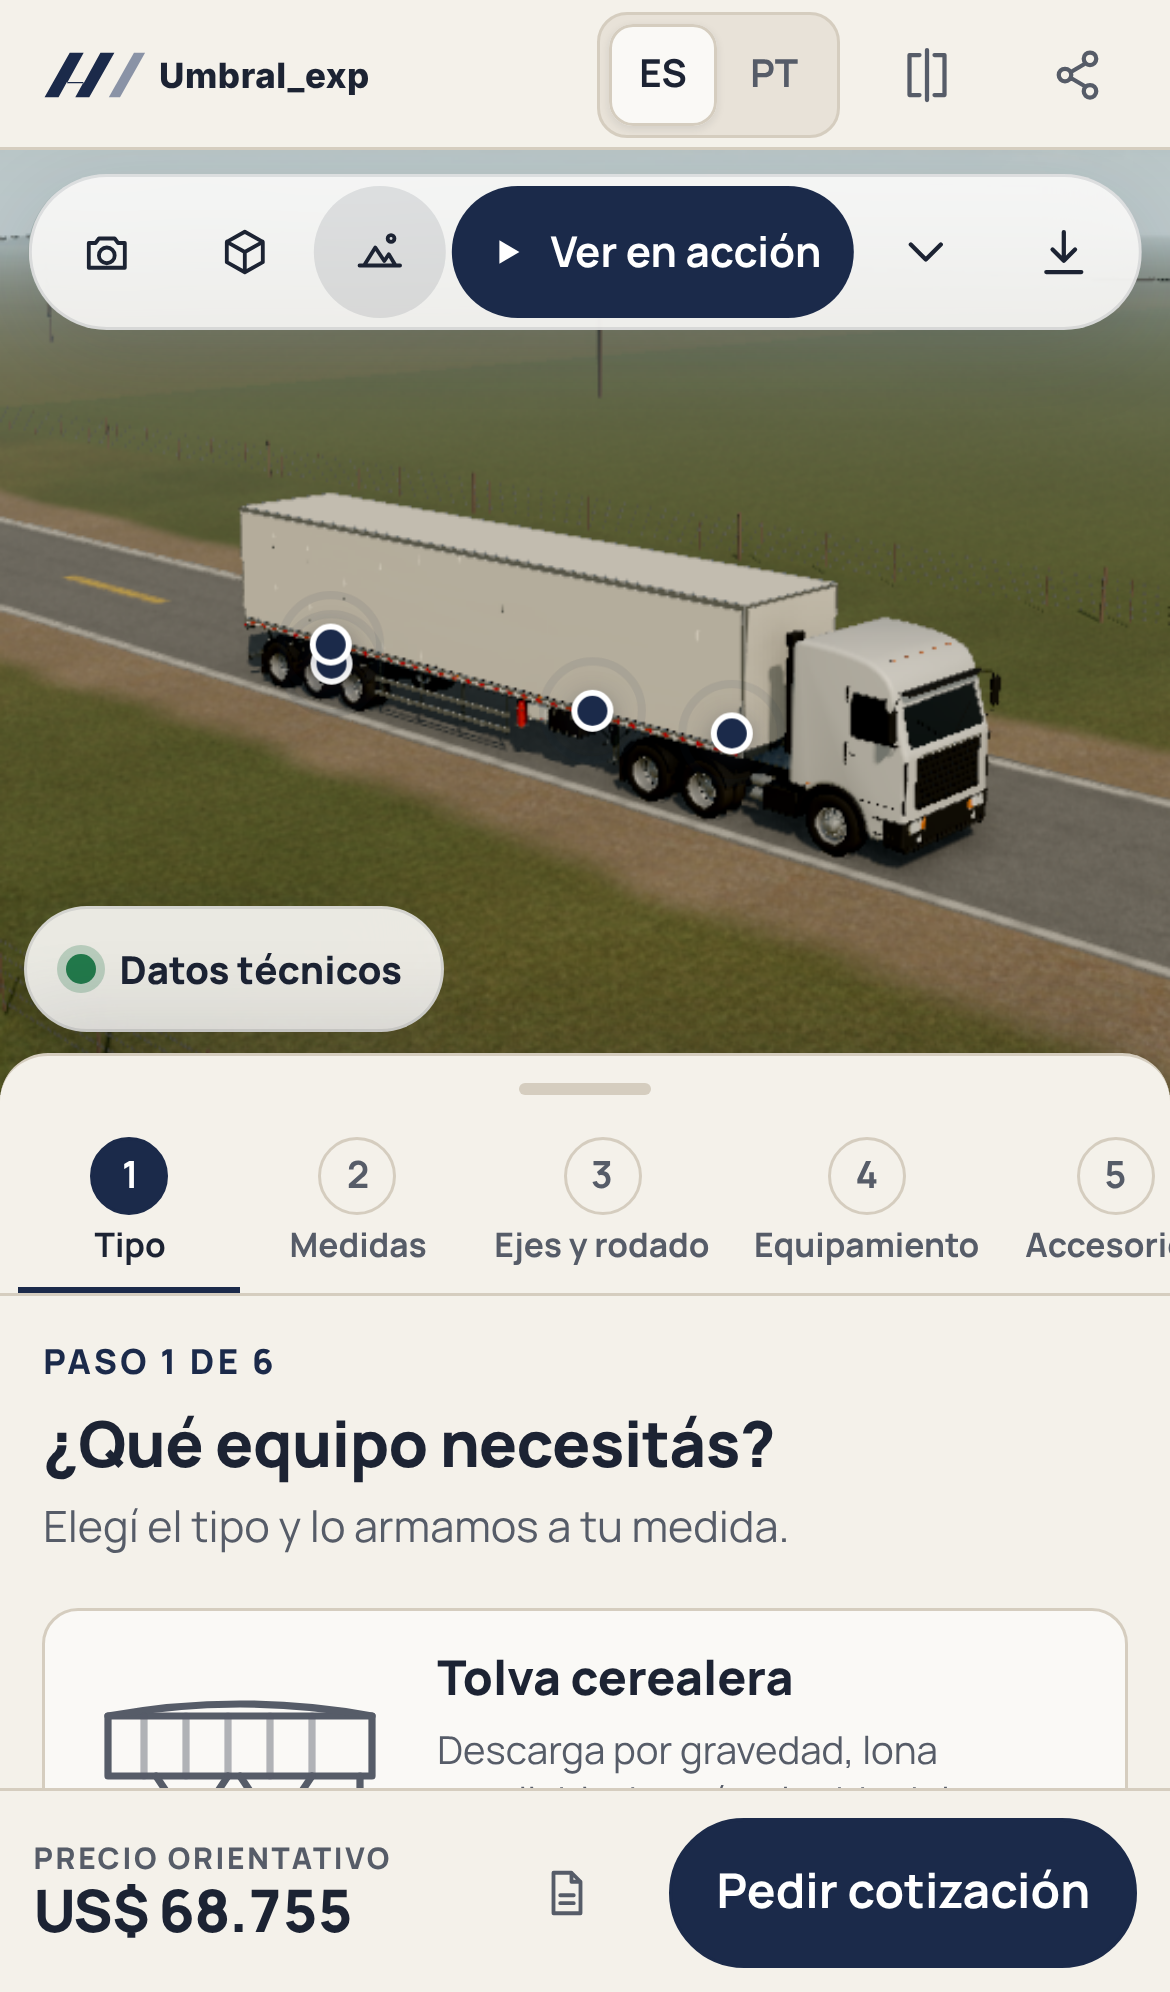 Umbral_exp
ES PT
Ver en acción
Datos técnicos
1 2 3 4 5
Tipo Medidas Ejes y rodado Equipamiento Accesori
PASO 1 DE 6
¿Qué equipo necesitás?
Elegí el tipo y lo armamos a tu medida.
Tolva cerealera
Descarga por gravedad, lona
PRECIO ORIENTATIVO
US$ 68.755
Pedir cotización